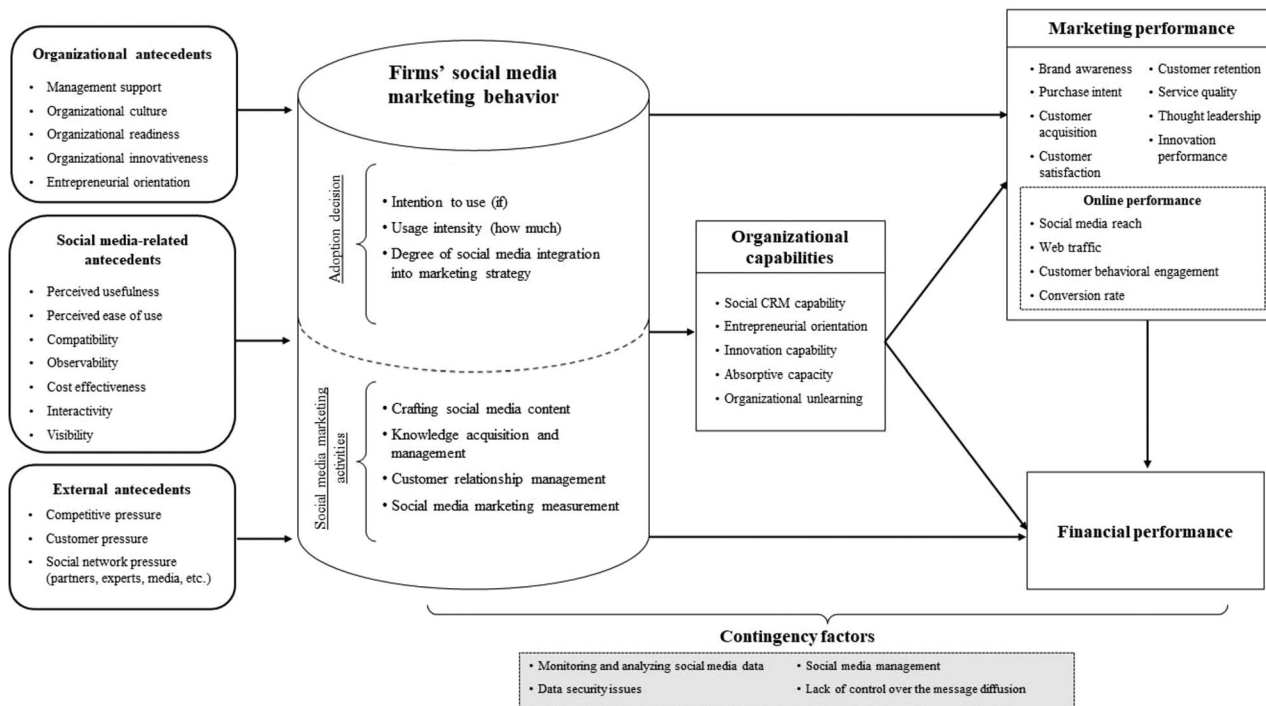 Organizational antecedents
• Management support
• Organizational culture
• Organizational readiness
• Organizational innovativeness
• Entrepreneurial orientation
Social media-related
antecedents
• Perceived usefulness
• Perceived ease of use
• Compatibility
• Observability
• Cost effectiveness
• Interactivity
• Visibility
External antecedents
• Competitive pressure
• Customer pressure
• Social network pressure
(partners, experts, media, etc.)
Firms’ social media
marketing behavior
Adoption decision
• Intention to use (if)
• Usage intensity (how much)
• Degree of social media integration
into marketing strategy
Social media marketing
activities
• Crafting social media content
• Knowledge acquisition and
management
• Customer relationship management
• Social media marketing measurement
Organizational
capabilities
• Social CRM capability
• Entrepreneurial orientation
• Innovation capability
• Absorptive capacity
• Organizational unlearning
Marketing performance
• Brand awareness
• Purchase intent
• Customer
acquisition
• Customer
satisfaction
• Customer retention
• Service quality
• Thought leadership
• Innovation
performance
Online performance
• Social media reach
• Web traffic
• Customer behavioral engagement
• Conversion rate
Financial performance
Contingency factors
• Monitoring and analyzing social media data
• Data security issues
• Social media management
• Lack of control over the message diffusion